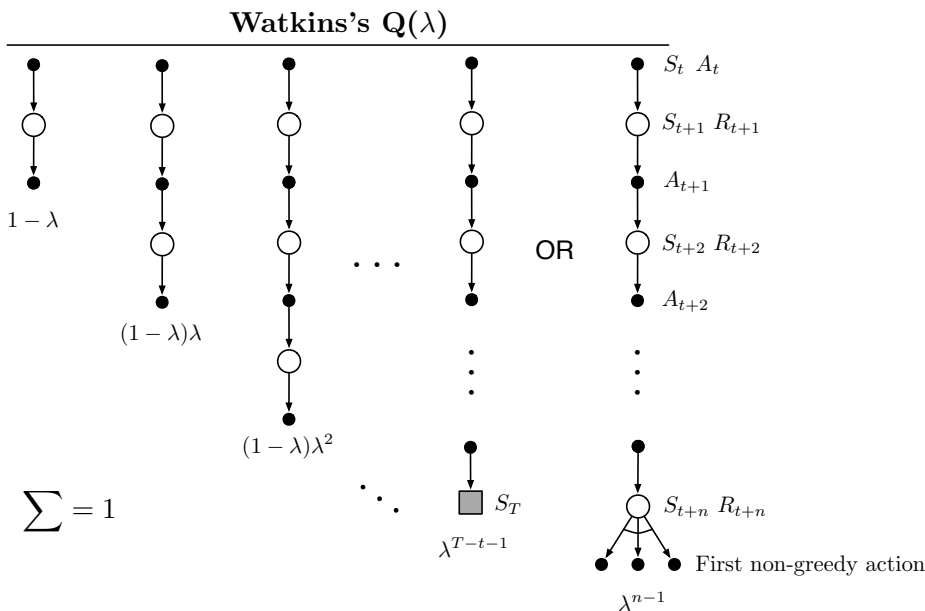 Watkins's Q(λ)
S_t A_t
S_{t+1} R_{t+1}
A_{t+1}
1 − λ
S_{t+2} R_{t+2}
OR
A_{t+2}
(1 − λ)λ
(1 − λ)λ^2
∑ = 1
S_T
S_{t+n} R_{t+n}
λ^{T−t−1}
First non-greedy action
λ^{n−1}